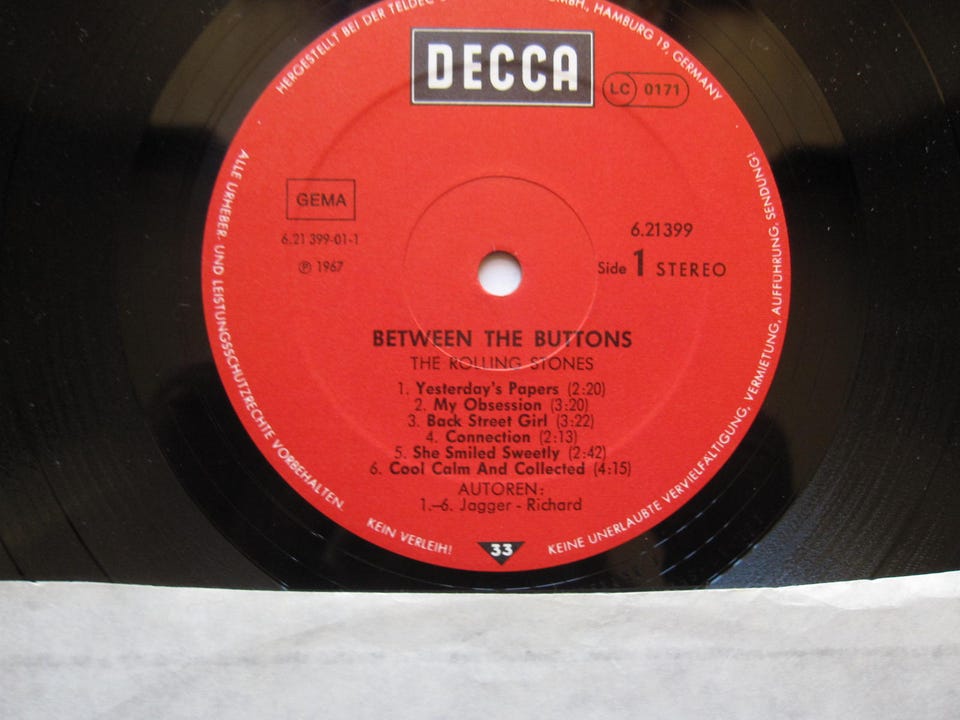 HERGESTELLT BEI DER TELDEC
GMBH., HAMBURG 19, GERMANY
DECCA
LC 0171
GEMA
6.21 399-01-1
℗ 1967
6.21399
Side 1 STEREO
BETWEEN THE BUTTONS
THE ROLLING STONES
1. Yesterday's Papers (2:20)
2. My Obsession (3:20)
3. Back Street Girl (3:22)
4. Connection (2:13)
5. She Smiled Sweetly (2:42)
6. Cool Calm And Collected (4:15)
AUTOREN:
1.–6. Jagger - Richard
33
ALLE URHEBER- UND LEISTUNGSSCHUTZRECHTE VORBEHALTEN.
KEIN VERLEIH!
KEINE UNERLAUBTE VERVIELFÄLTIGUNG, VERMIETUNG, AUFFÜHRUNG, SENDUNG!